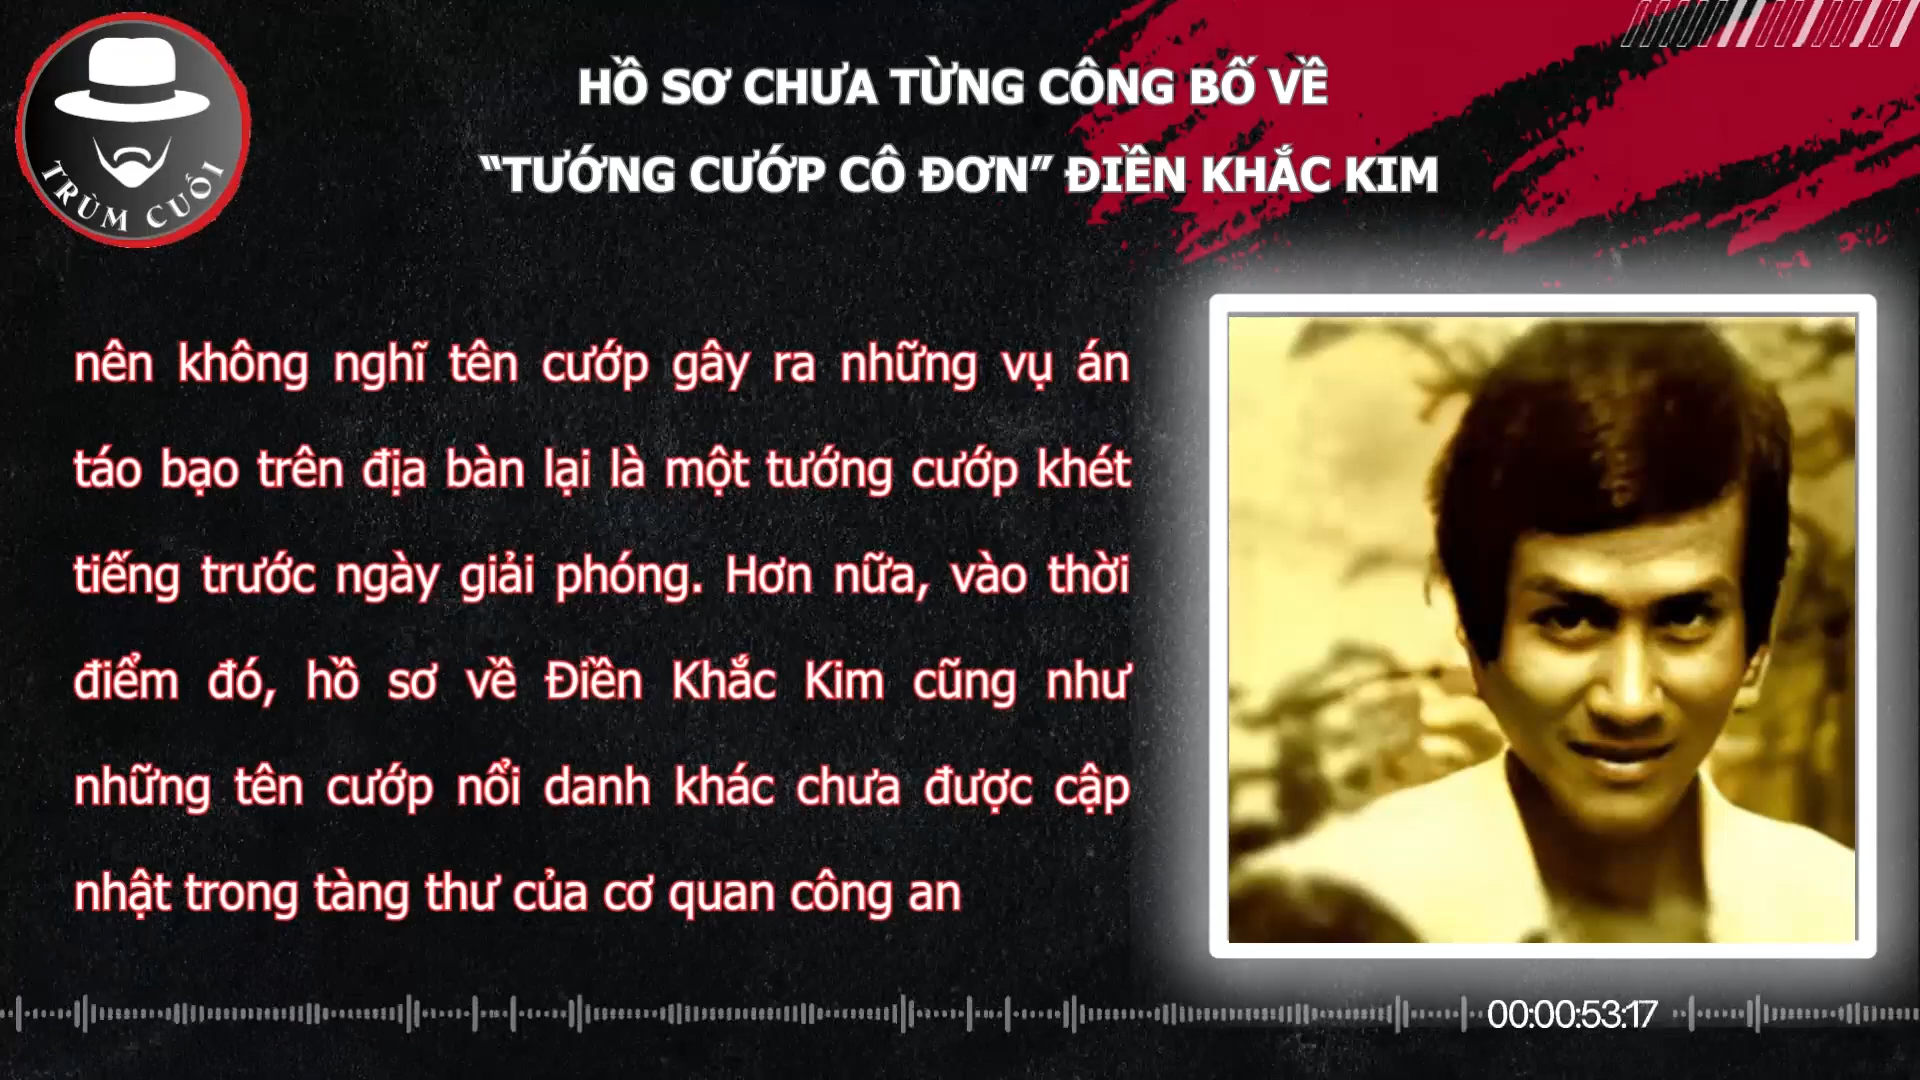 TRÙM CUỐI
HỒ SƠ CHƯA TỪNG CÔNG BỐ VỀ
“TƯỚNG CƯỚP CÔ ĐƠN” ĐIỀN KHẮC KIM
nên không nghĩ tên cướp gây ra những vụ án
táo bạo trên địa bàn lại là một tướng cướp khét
tiếng trước ngày giải phóng. Hơn nữa, vào thời
điểm đó, hồ sơ về Điền Khắc Kim cũng như
những tên cướp nổi danh khác chưa được cập
nhật trong tàng thư của cơ quan công an
00:00:53:17